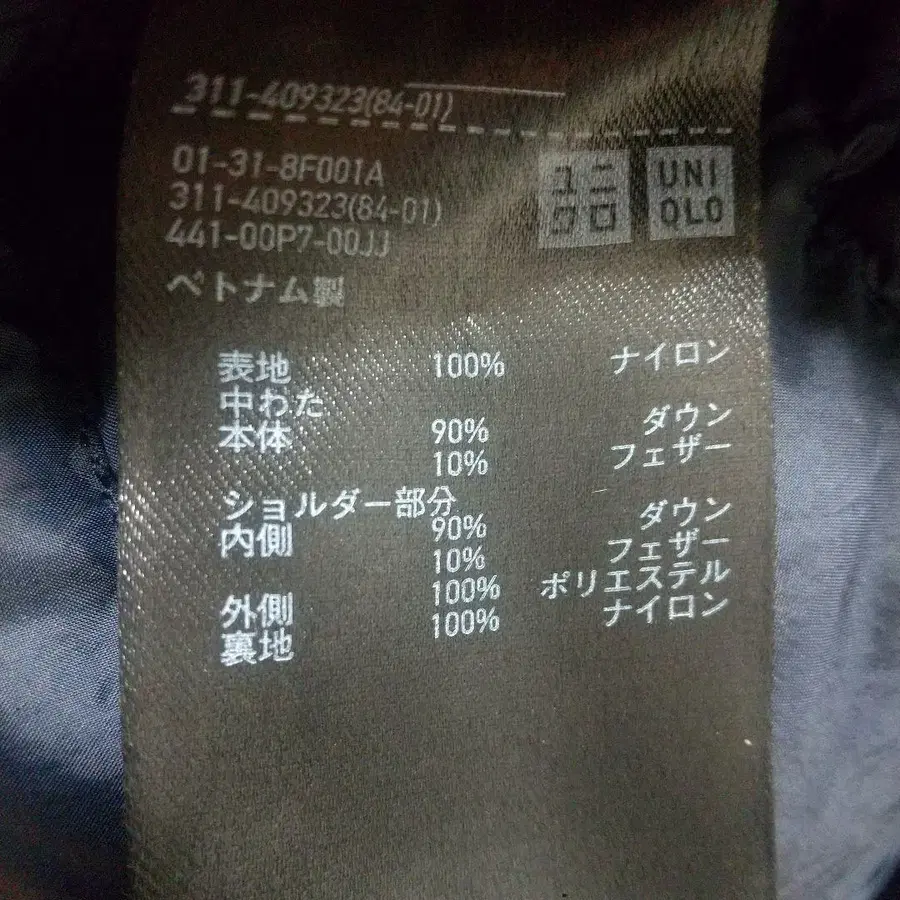 311-409323(84-01)
01-31-8F001A
311-409323(84-01)
441-00P7-00JJ
ユニ
クロ
UNI
QLO
ベトナム製
表地 100% ナイロン
中わた
本体 90% ダウン
10% フェザー
ショルダー部分
内側 90% ダウン
10% フェザー
外側 100% ポリエステル
裏地 100% ナイロン